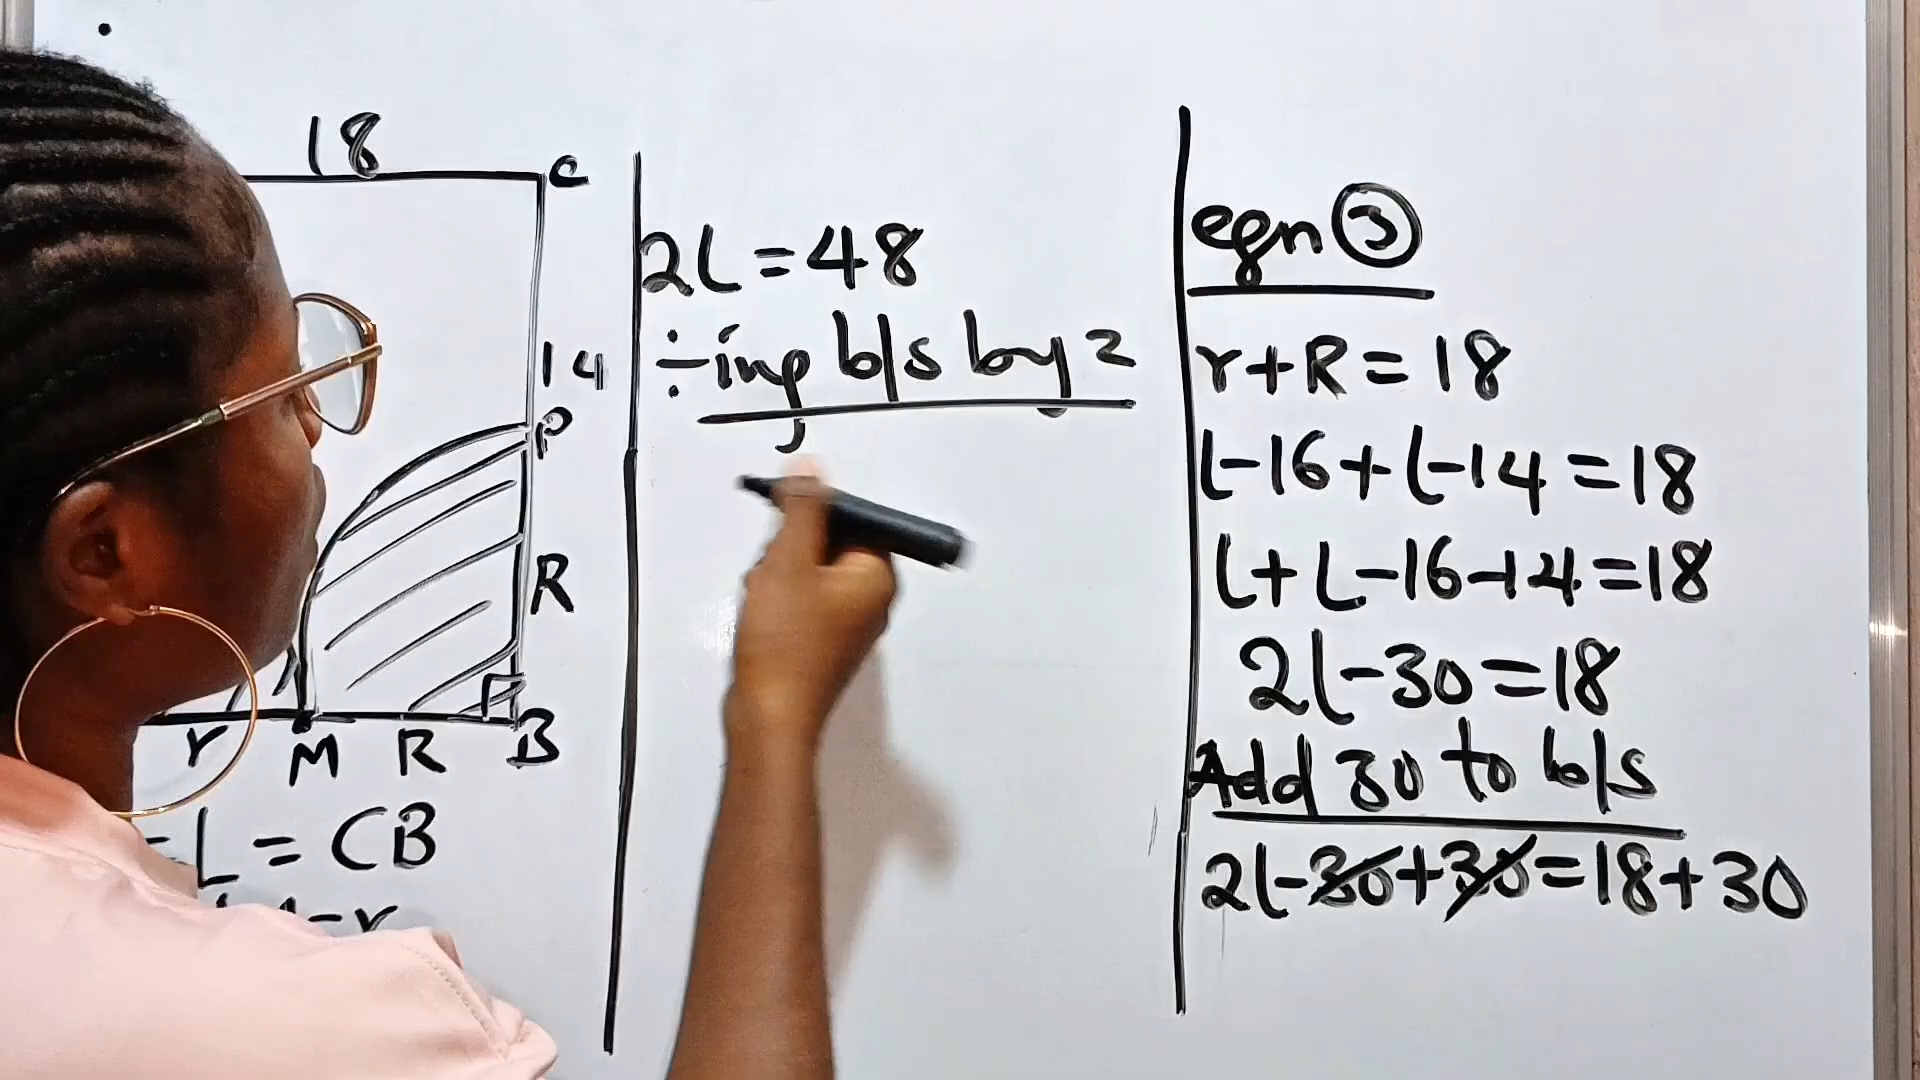 18
C
14
P
R
r M R B
= L = CB
- r
2L = 48
÷ing b/s by 2
eqn ③
r+R = 18
L-16+L-14 = 18
L+L-16-14 = 18
2L-30 = 18
Add 30 to b/s
2L-30+30 = 18+30